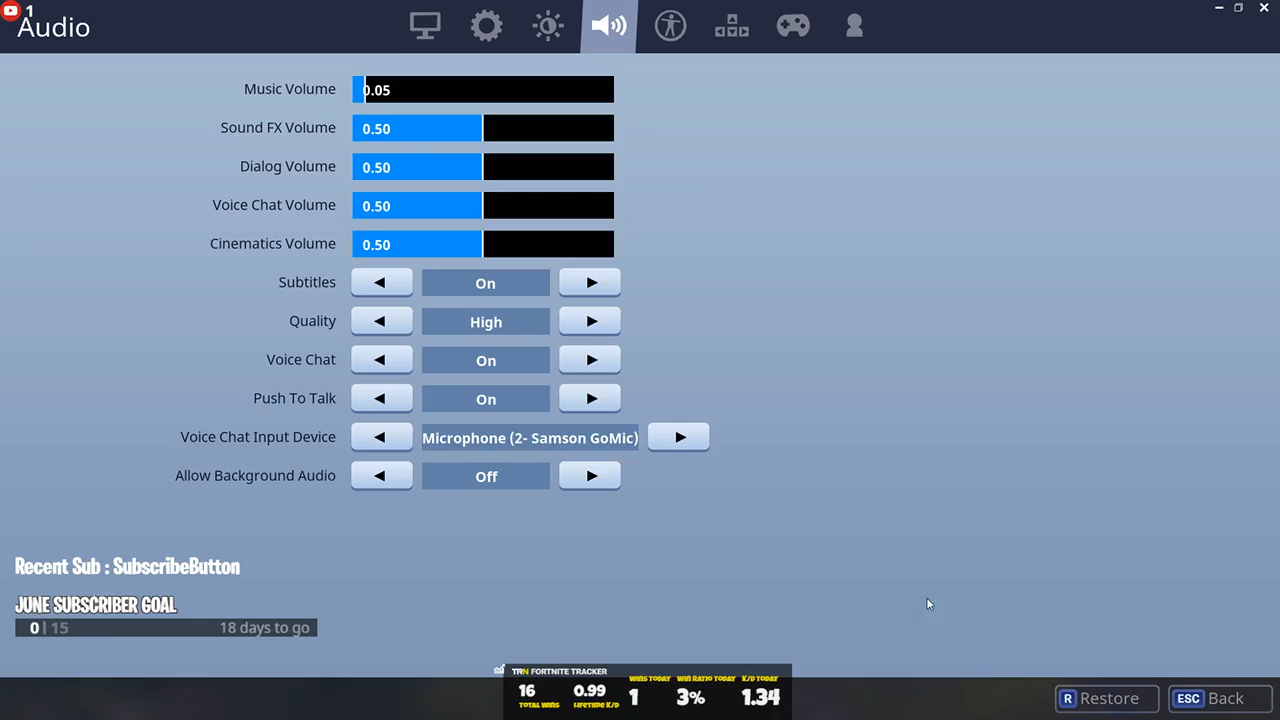 1
Audio
Music Volume 0.05
Sound FX Volume 0.50
Dialog Volume 0.50
Voice Chat Volume 0.50
Cinematics Volume 0.50
Subtitles On
Quality High
Voice Chat On
Push To Talk On
Voice Chat Input Device Microphone (2- Samson GoMic)
Allow Background Audio Off
Recent Sub : SubscribeButton
JUNE SUBSCRIBER GOAL
0 | 15 18 days to go
TRN FORTNITE TRACKER
16 TOTAL WINS
0.99 LIFETIME K/D
WINS TODAY 1
WIN RATIO TODAY 3%
K/D TODAY 1.34
R Restore
ESC Back